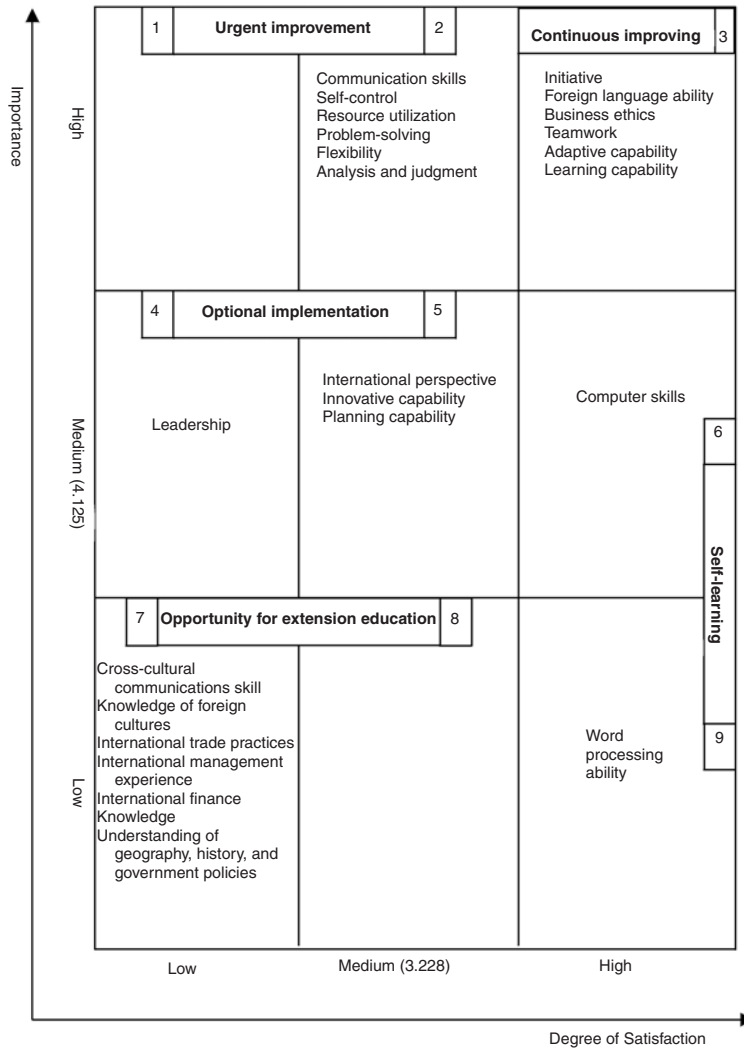 Importance
High
Medium (4.125)
Low
1
Urgent improvement
2
Continuous improving
3
Communication skills
Self-control
Resource utilization
Problem-solving
Flexibility
Analysis and judgment
Initiative
Foreign language ability
Business ethics
Teamwork
Adaptive capability
Learning capability
4
Optional implementation
5
Leadership
International perspective
Innovative capability
Planning capability
Computer skills
6
Self-learning
9
7
Opportunity for extension education
8
Cross-cultural
communications skill
Knowledge of foreign
cultures
International trade practices
International management
experience
International finance
Knowledge
Understanding of
geography, history, and
government policies
Word
processing
ability
Low
Medium (3.228)
High
Degree of Satisfaction